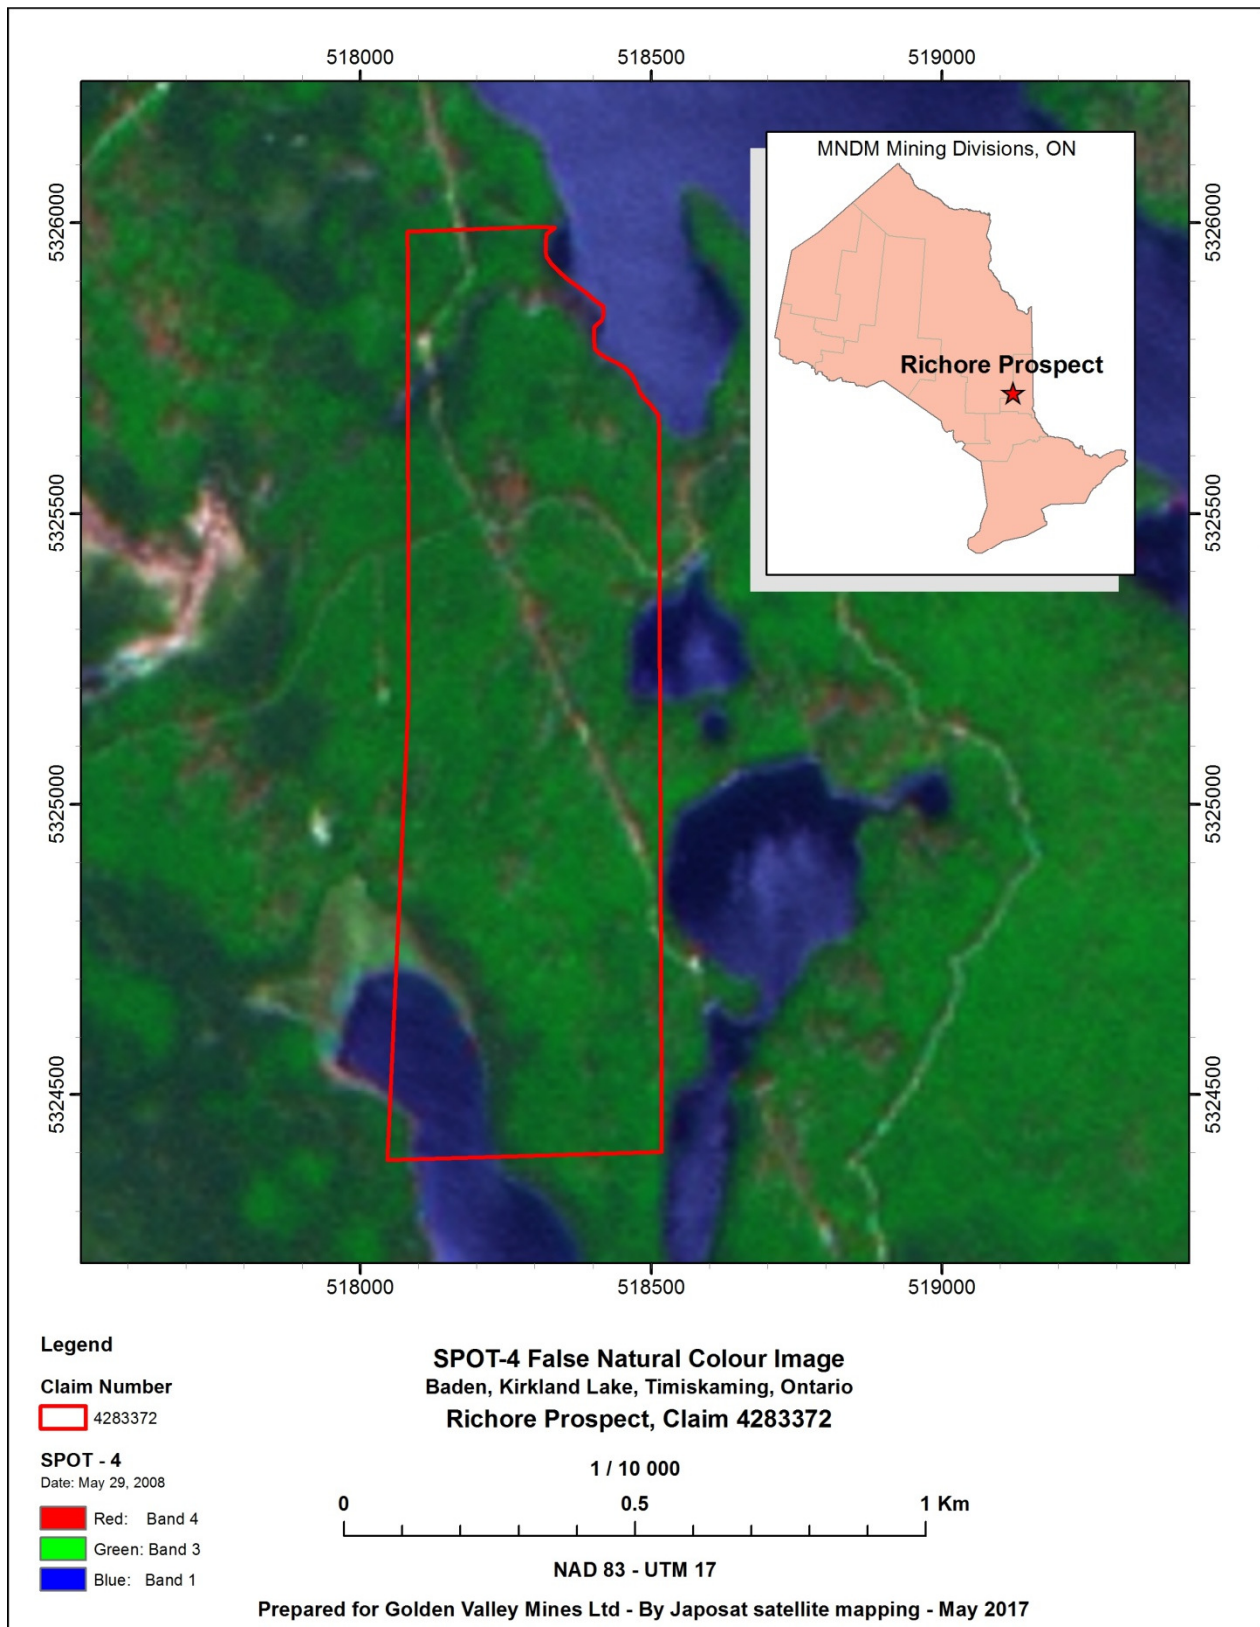 518000 518500 519000
MNDM Mining Divisions, ON
Richore Prospect
5326000 5326000
5325500 5325500
5325000 5325000
5324500 5324500
518000 518500 519000
Legend
Claim Number
4283372
SPOT - 4
Date: May 29, 2008
Red: Band 4
Green: Band 3
Blue: Band 1
SPOT-4 False Natural Colour Image
Baden, Kirkland Lake, Timiskaming, Ontario
Richore Prospect, Claim 4283372
1 / 10 000
0 0.5 1 Km
NAD 83 - UTM 17
Prepared for Golden Valley Mines Ltd - By Japosat satellite mapping - May 2017